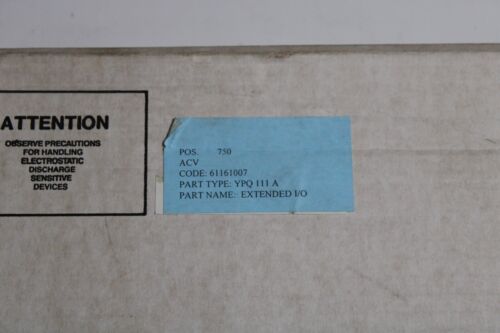 ATTENTION
OBSERVE PRECAUTIONS
FOR HANDLING
ELECTROSTATIC
DISCHARGE
SENSITIVE
DEVICES
POS. 750
ACV
CODE: 61161007
PART TYPE: YPQ 111 A
PART NAME:: EXTENDED I/O